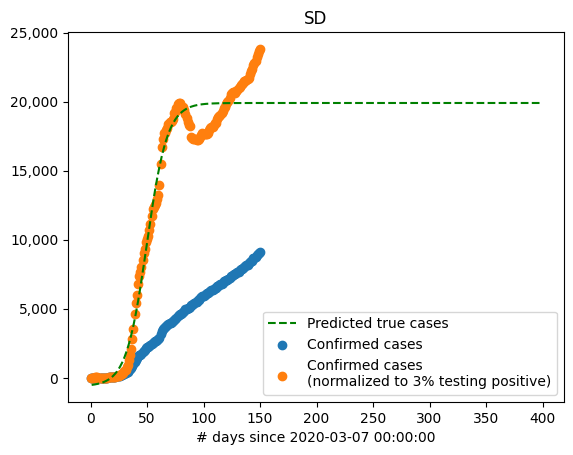 SD
25,000
20,000
15,000
10,000
5,000
0
Predicted true cases
Confirmed cases
Confirmed cases
(normalized to 3% testing positive)
0 50 100 150 200 250 300 350 400
# days since 2020-03-07 00:00:00